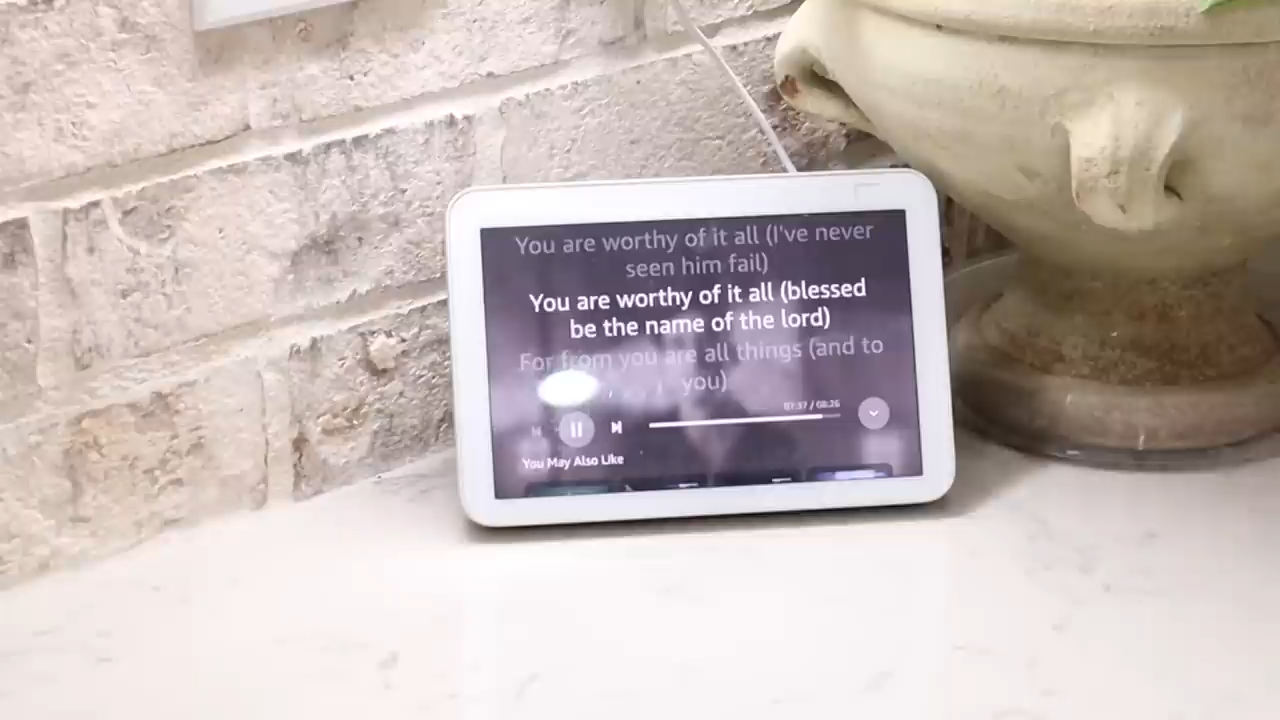 You are worthy of it all (I've never
seen him fail)
You are worthy of it all (blessed
be the name of the lord)
For from you are all things (and to
you)
07:37 / 08:26
You May Also Like